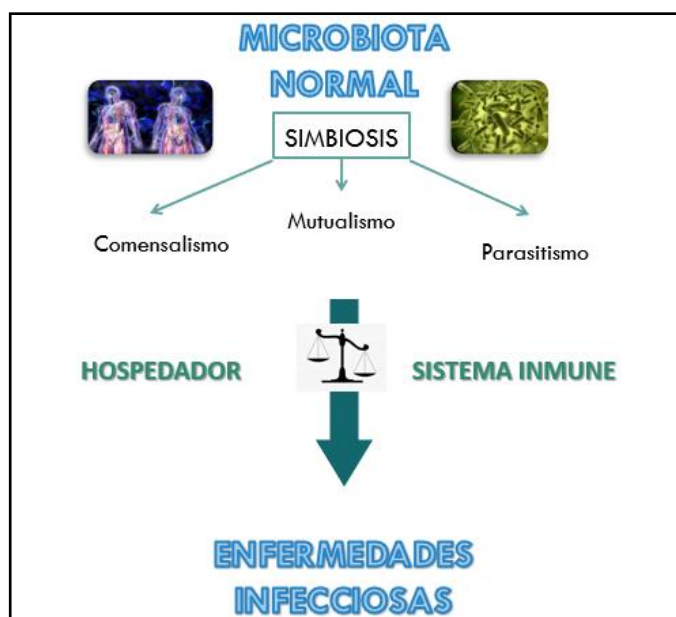 MICROBIOTA
NORMAL
SIMBIOSIS
Comensalismo
Mutualismo
Parasitismo
HOSPEDADOR
SISTEMA INMUNE
ENFERMEDADES
INFECCIOSAS